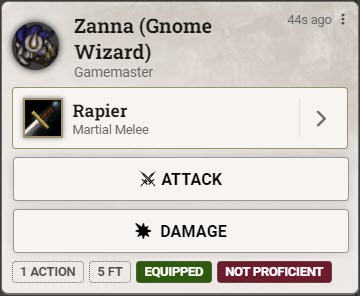 Zanna (Gnome
Wizard)
44s ago
Gamemaster
Rapier
Martial Melee
ATTACK
DAMAGE
1 ACTION 5 FT EQUIPPED NOT PROFICIENT